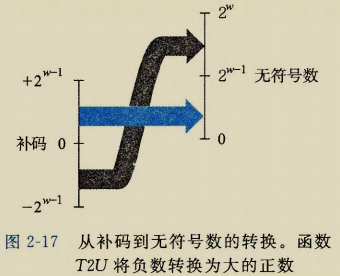 2^w
+2^{w-1}
2^{w-1} 无符号数
补码 0
0
-2^{w-1}
图 2-17 从补码到无符号数的转换。函数
T2U 将负数转换为大的正数